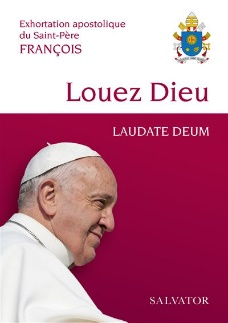 Exhortation apostolique
du Saint-Père
FRANÇOIS
Louez Dieu
LAUDATE DEUM
SALVATOR